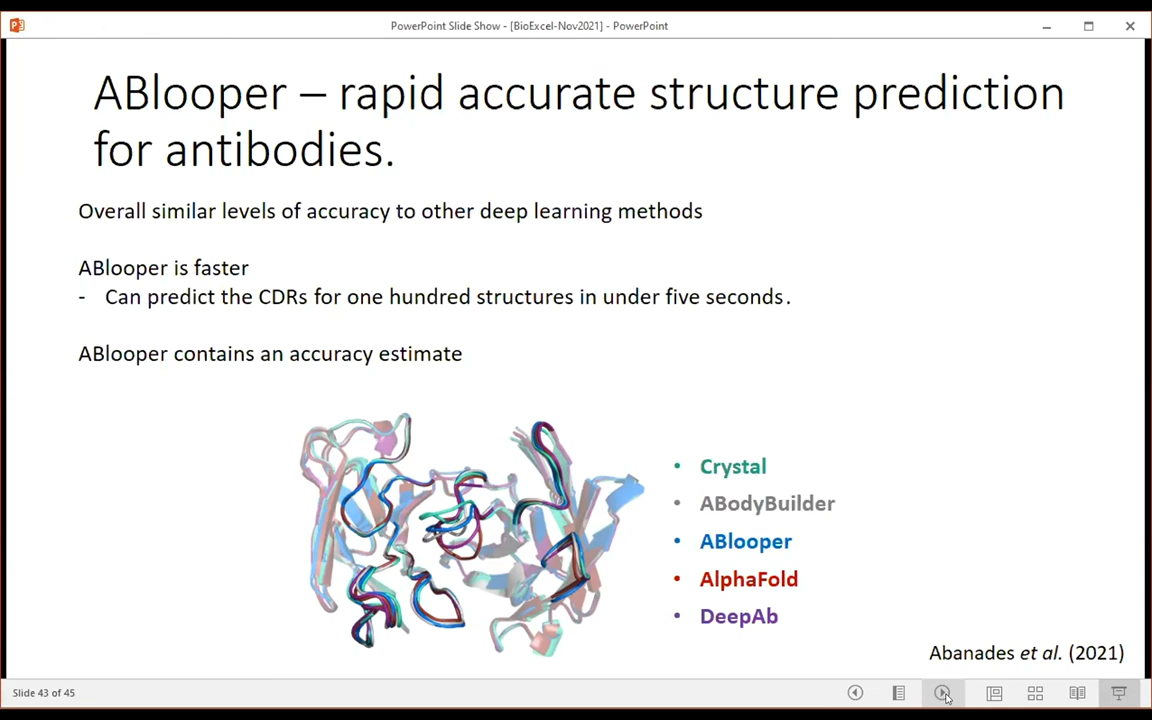 PowerPoint Slide Show - [BioExcel-Nov2021] - PowerPoint
ABlooper – rapid accurate structure prediction
for antibodies.
Overall similar levels of accuracy to other deep learning methods
ABlooper is faster
- Can predict the CDRs for one hundred structures in under five seconds.
ABlooper contains an accuracy estimate
• Crystal
• ABodyBuilder
• ABlooper
• AlphaFold
• DeepAb
Abanades et al. (2021)
Slide 43 of 45